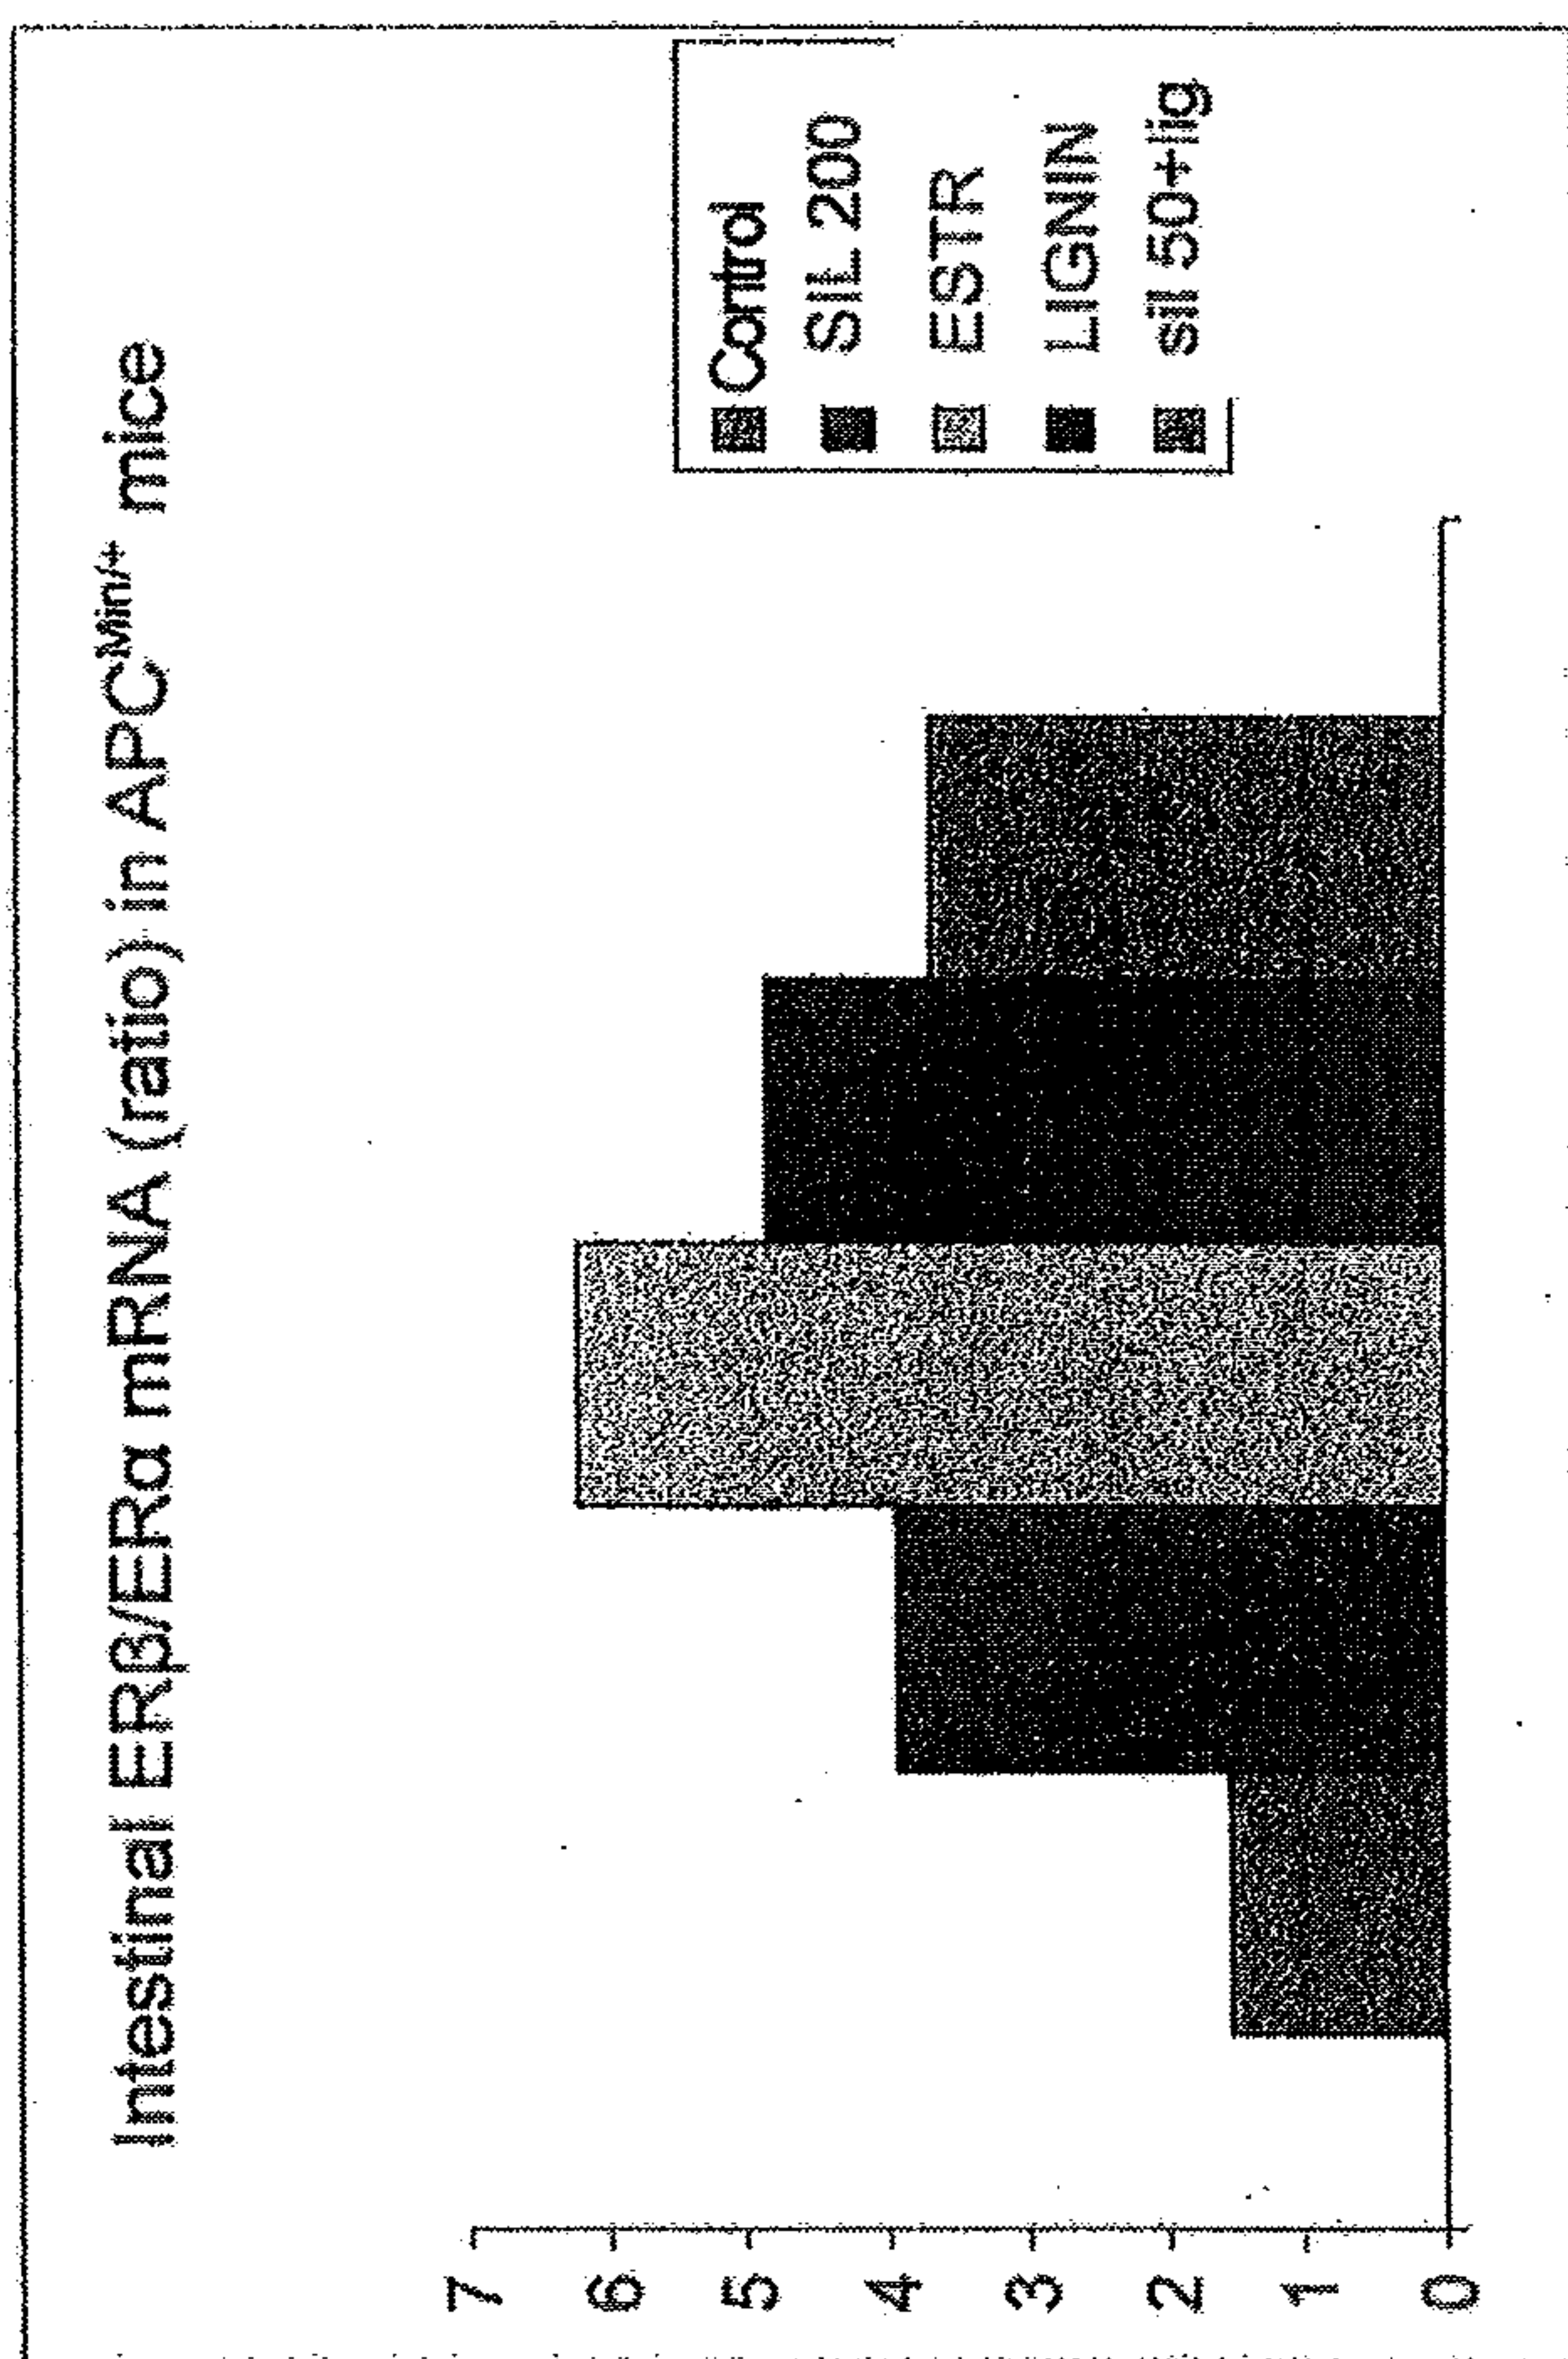 Intestinal ERβ/ERα mRNA (ratio) in APCMin/+ mice
7
6
5
4
3
2
1
0
Control
SIL 200
ESTR
LIGNIN
sil 50+lig